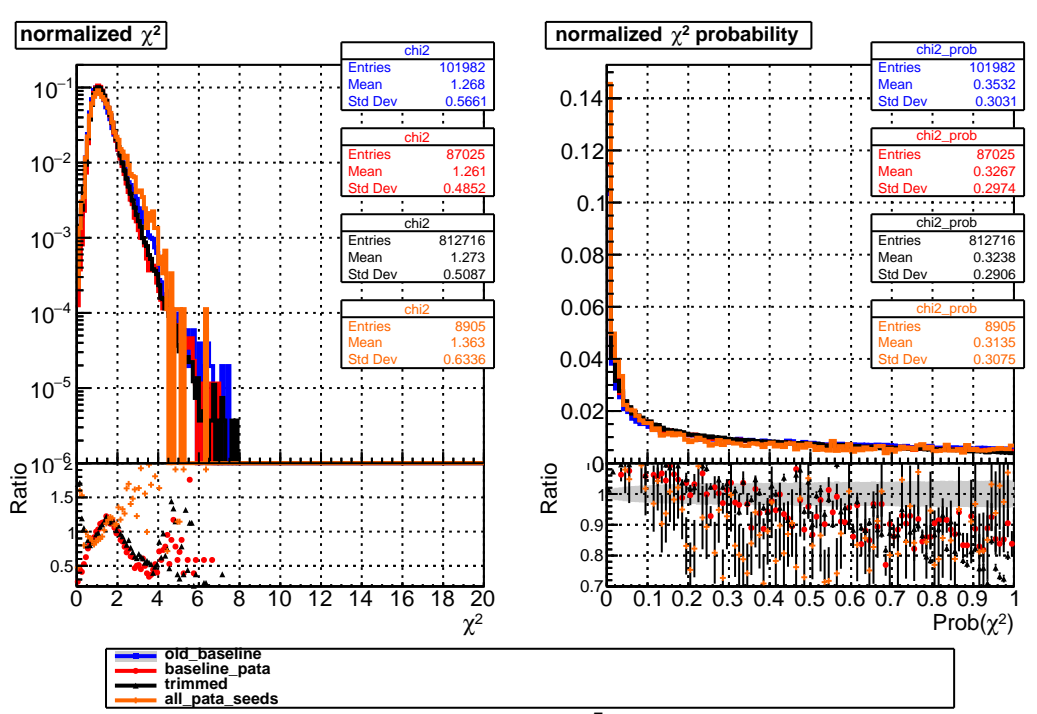 normalized χ²
chi2
Entries 101982
Mean 1.268
Std Dev 0.5661
chi2
Entries 87025
Mean 1.261
Std Dev 0.4852
chi2
Entries 812716
Mean 1.273
Std Dev 0.5087
chi2
Entries 8905
Mean 1.363
Std Dev 0.6336
10⁻¹
10⁻²
10⁻³
10⁻⁴
10⁻⁵
10⁻⁶
2
1.5
1
0.5
Ratio
0 2 4 6 8 10 12 14 16 18 20
χ²
normalized χ² probability
chi2_prob
Entries 101982
Mean 0.3532
Std Dev 0.3031
chi2_prob
Entries 87025
Mean 0.3267
Std Dev 0.2974
chi2_prob
Entries 812716
Mean 0.3238
Std Dev 0.2906
chi2_prob
Entries 8905
Mean 0.3135
Std Dev 0.3075
0.14
0.12
0.1
0.08
0.06
0.04
0.02
0
1
0.9
0.8
0.7
Ratio
0 0.1 0.2 0.3 0.4 0.5 0.6 0.7 0.8 0.9 1
Prob(χ²)
old_baseline
baseline_pata
trimmed
all_pata_seeds